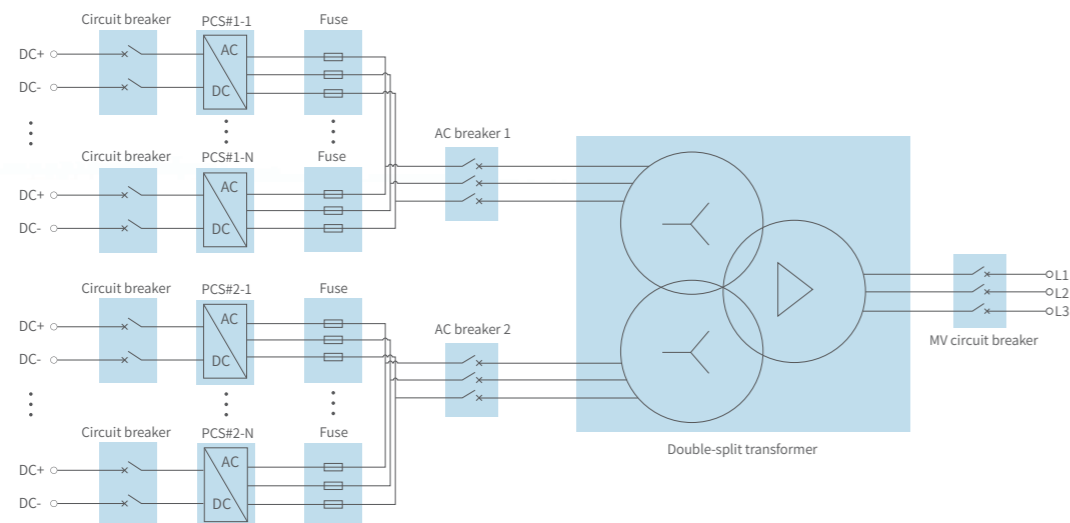 Circuit breaker
PCS#1-1
Fuse
DC+
AC
DC-
DC
Circuit breaker
PCS#1-N
Fuse
AC breaker 1
DC+
AC
DC-
DC
Circuit breaker
PCS#2-1
Fuse
DC+
AC
DC-
DC
AC breaker 2
Circuit breaker
PCS#2-N
Fuse
DC+
AC
DC-
DC
L1
L2
L3
MV circuit breaker
Double-split transformer